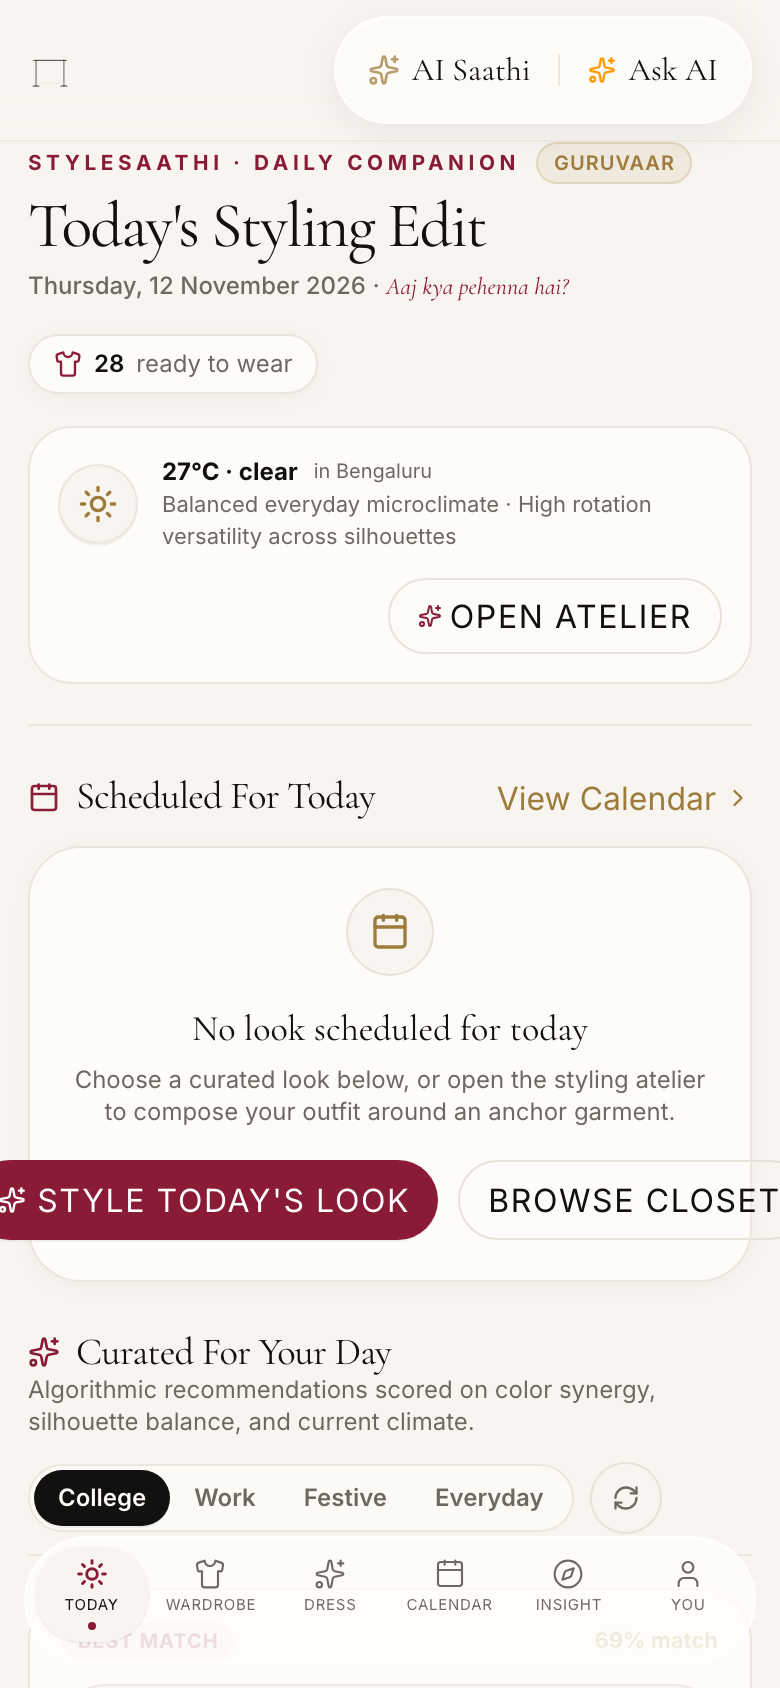 AI Saathi
Ask AI
STYLESAATHI · DAILY COMPANION
GURUVAAR
Today's Styling Edit
Thursday, 12 November 2026 · Aaj kya pehenna hai?
28 ready to wear
27°C · clear in Bengaluru
Balanced everyday microclimate · High rotation
versatility across silhouettes
OPEN ATELIER
Scheduled For Today
View Calendar
No look scheduled for today
Choose a curated look below, or open the styling atelier
to compose your outfit around an anchor garment.
STYLE TODAY'S LOOK
BROWSE CLOSET
Curated For Your Day
Algorithmic recommendations scored on color synergy,
silhouette balance, and current climate.
College
Work
Festive
Everyday
TODAY
WARDROBE
DRESS
CALENDAR
INSIGHT
YOU
BEST MATCH
69% match